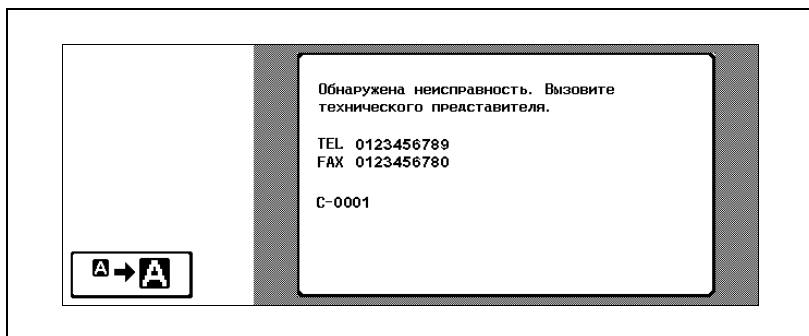 Обнаружена неисправность. Вызовите
технического представителя.
TEL 0123456789
FAX 0123456780
C-0001
A→A